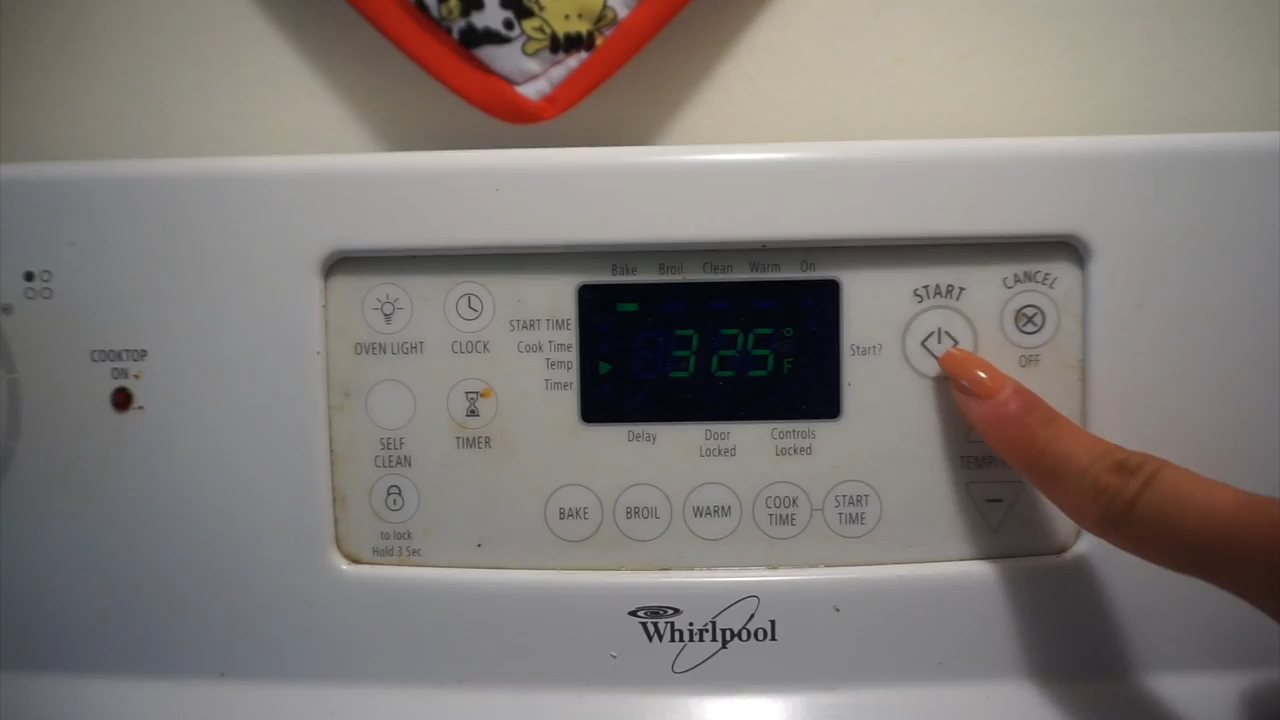 Bake Broil Clean Warm On
START CANCEL
START TIME
Cook Time
Temp
Timer
325°
F
Start?
OVEN LIGHT CLOCK
OFF
COOKTOP
ON
SELF
CLEAN
TIMER
Delay Door
Locked Controls
Locked
to lock
Hold 3 Sec
BAKE BROIL WARM COOK
TIME START
TIME
Whirlpool